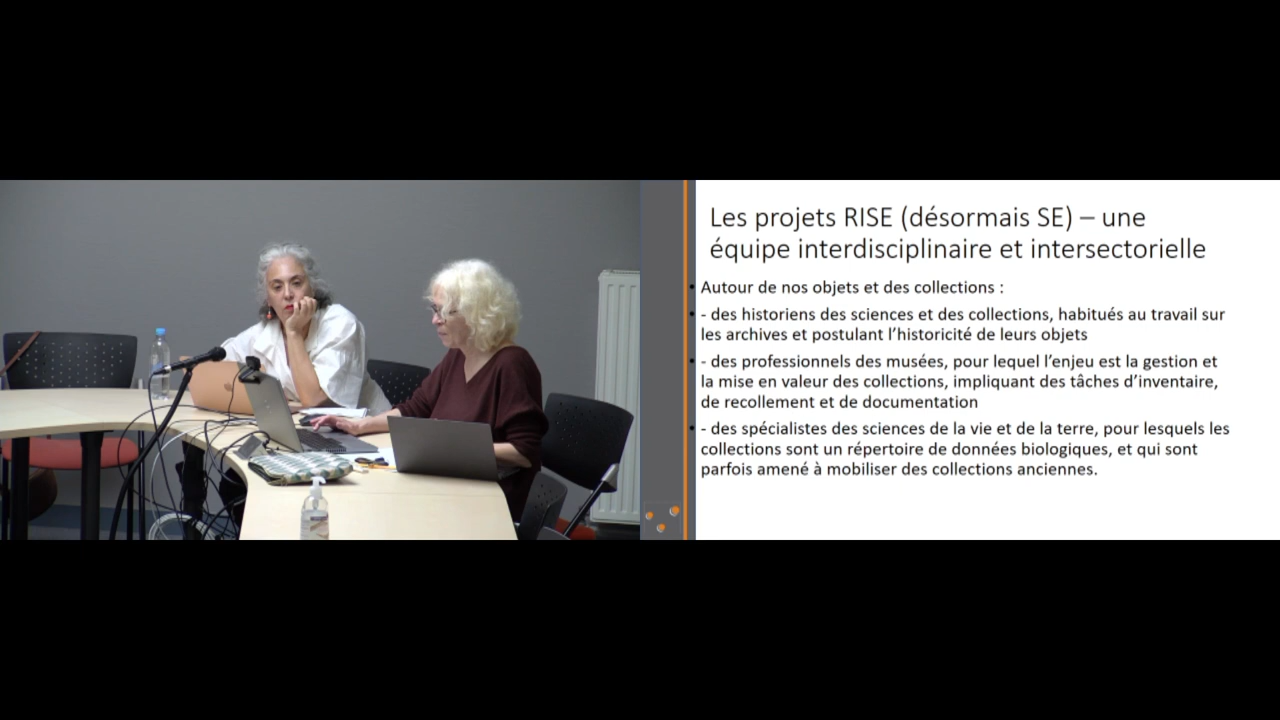 Les projets RISE (désormais SE) – une
équipe interdisciplinaire et intersectorielle
• Autour de nos objets et des collections :
• - des historiens des sciences et des collections, habitués au travail sur
les archives et postulant l’historicité de leurs objets
• - des professionnels des musées, pour lequel l’enjeu est la gestion et
la mise en valeur des collections, impliquant des tâches d’inventaire,
de recollement et de documentation
• - des spécialistes des sciences de la vie et de la terre, pour lesquels les
collections sont un répertoire de données biologiques, et qui sont
parfois amené à mobiliser des collections anciennes.